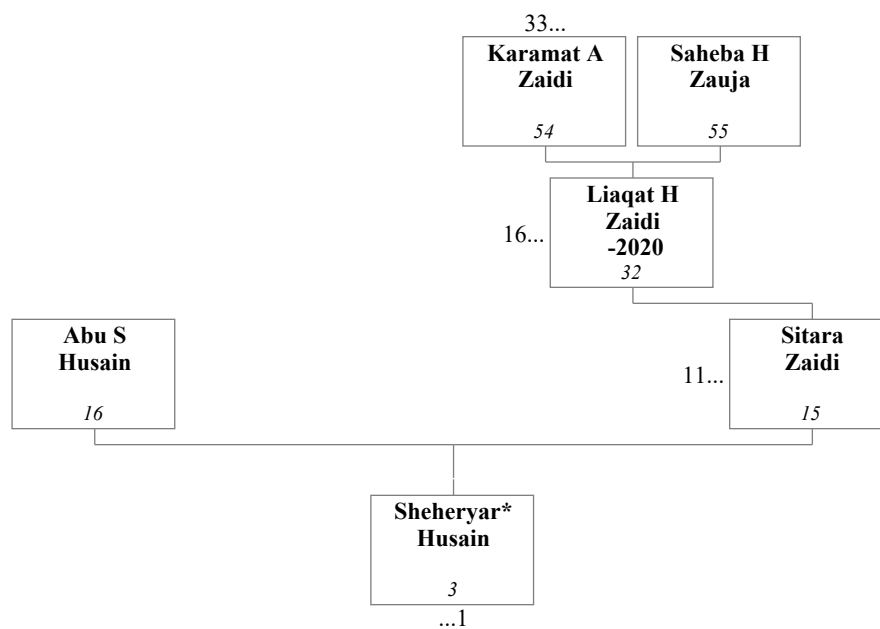 33...
Karamat A
Zaidi
54
Saheba H
Zauja
55
16...
Liaqat H
Zaidi
-2020
32
Abu S
Husain
16
11...
Sitara
Zaidi
15
Sheheryar*
Husain
3
...1